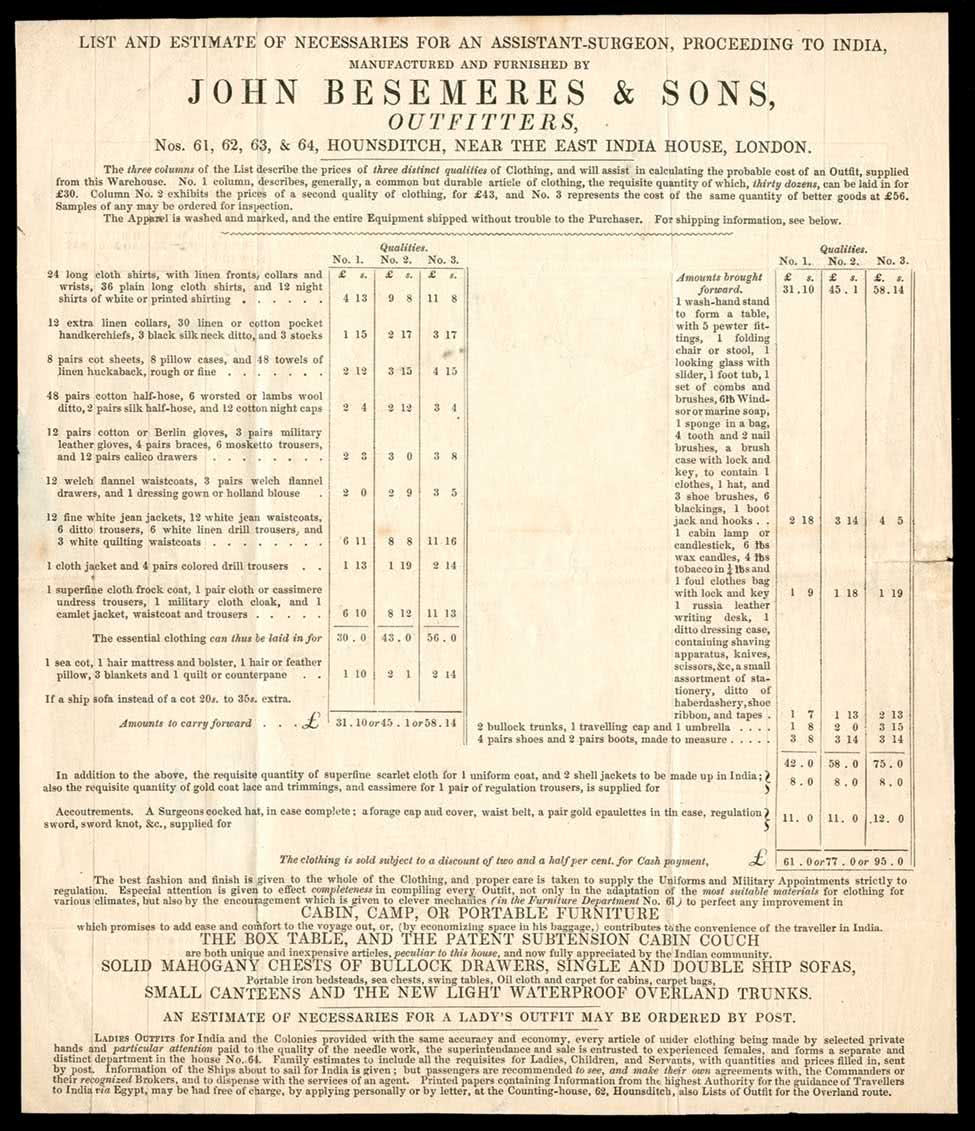 LIST AND ESTIMATE OF NECESSARIES FOR AN ASSISTANT-SURGEON, PROCEEDING TO INDIA,
MANUFACTURED AND FURNISHED BY
JOHN BESEMERES & SONS,
OUTFITTERS,
Nos. 61, 62, 63, & 64, HOUNSDITCH, NEAR THE EAST INDIA HOUSE, LONDON.
The three columns of the List describe the prices of three distinct qualities of Clothing, and will assist in calculating the probable cost of an Outfit, supplied
from this Warehouse. No. 1 column, describes, generally, a common but durable article of clothing, the requisite quantity of which, thirty dozens, can be laid in for
£30. Column No. 2 exhibits the prices of a second quality of clothing, for £43, and No. 3 represents the cost of the same quantity of better goods at £56.
Samples of any may be ordered for inspection.
The Apparel is washed and marked, and the entire Equipment shipped without trouble to the Purchaser. For shipping information, see below.
Qualities.
No. 1. No. 2. No. 3.
£ s. £ s. £ s.
24 long cloth shirts, with linen fronts, collars and
wrists, 36 plain long cloth shirts, and 12 night
shirts of white or printed shirting . . . . . . 4 13 9 8 11 8
12 extra linen collars, 30 linen or cotton pocket
handkerchiefs, 3 black silk neck ditto, and 3 stocks 1 15 2 17 3 17
8 pairs cot sheets, 8 pillow cases, and 48 towels of
linen huckaback, rough or fine . . . . . . . 2 12 3 15 4 15
48 pairs cotton half-hose, 6 worsted or lambs wool
ditto, 2 pairs silk half-hose, and 12 cotton night caps 2 4 2 12 3 4
12 pairs cotton or Berlin gloves, 3 pairs military
leather gloves, 4 pairs braces, 6 mosketto trousers,
and 12 pairs calico drawers . . . . . . . . 2 3 3 0 3 8
12 welch flannel waistcoats, 3 pairs welch flannel
drawers, and 1 dressing gown or holland blouse . 2 0 2 9 3 5
12 fine white jean jackets, 12 white jean waistcoats,
6 ditto trousers, 6 white linen drill trousers, and
3 white quilting waistcoats . . . . . . . . 6 11 8 8 11 16
1 cloth jacket and 4 pairs colored drill trousers . . 1 13 1 19 2 14
1 superfine cloth frock coat, 1 pair cloth or cassimere
undress trousers, 1 military cloth cloak, and 1
camlet jacket, waistcoat and trousers . . . . . 6 10 8 12 11 13
The essential clothing can thus be laid in for 30 . 0 43 . 0 56 . 0
1 sea cot, 1 hair mattress and bolster, 1 hair or feather
pillow, 3 blankets and 1 quilt or counterpane . . 1 10 2 1 2 14
If a ship sofa instead of a cot 20s. to 35s. extra.
Amounts to carry forward . . . £ 31.10 or 45 . 1 or 58.14
Qualities.
No. 1. No. 2. No. 3.
Amounts brought £ s. £ s. £. s.
forward. 31.10 45 . 1 58.14
1 wash-hand stand
to form a table,
with 5 pewter fit-
tings, 1 folding
chair or stool, 1
looking glass with
slider, 1 foot tub, 1
set of combs and
brushes, 6lb Wind-
sor or marine soap,
1 sponge in a bag,
4 tooth and 2 nail
brushes, a brush
case with lock and
key, to contain 1
clothes, 1 hat, and
3 shoe brushes, 6
blackings, 1 boot
jack and hooks . . 2 18 3 14 4 5
1 cabin lamp or
candlestick, 6 lbs
wax candles, 4 lbs
tobacco in ¼ lbs and
1 foul clothes bag
with lock and key 1 9 1 18 1 19
1 russia leather
writing desk, 1
ditto dressing case,
containing shaving
apparatus, knives,
scissors, &c, a small
assortment of sta-
tionery, ditto of
haberdashery, shoe
ribbon, and tapes . 1 7 1 13 2 13
2 bullock trunks, 1 travelling cap and 1 umbrella . . . . 1 8 2 0 3 15
4 pairs shoes and 2 pairs boots, made to measure . . . . . 3 8 3 14 3 14
42 . 0 58 . 0 75 . 0
In addition to the above, the requisite quantity of superfine scarlet cloth for 1 uniform coat, and 2 shell jackets to be made up in India;
also the requisite quantity of gold coat lace and trimmings, and cassimere for 1 pair of regulation trousers, is supplied for 8 . 0 8 . 0 8 . 0
Accoutrements. A Surgeons cocked hat, in case complete; a forage cap and cover, waist belt, a pair gold epaulettes in tin case, regulation
sword, sword knot, &c., supplied for 11. 0 11. 0 .12. 0
The clothing is sold subject to a discount of two and a half per cent. for Cash payment, £ 61 . 0 or 77 . 0 or 95 . 0
The best fashion and finish is given to the whole of the Clothing, and proper care is taken to supply the Uniforms and Military Appointments strictly to
regulation. Especial attention is given to effect completeness in compiling every Outfit, not only in the adaptation of the most suitable materials for clothing for
various climates, but also by the encouragement which is given to clever mechanics (in the Furniture Department No. 61) to perfect any improvement in
CABIN, CAMP, OR PORTABLE FURNITURE
which promises to add ease and comfort to the voyage out, or, (by economizing space in his baggage,) contributes to the convenience of the traveller in India.
THE BOX TABLE, AND THE PATENT SUBTENSION CABIN COUCH
are both unique and inexpensive articles, peculiar to this house, and now fully appreciated by the Indian community.
SOLID MAHOGANY CHESTS OF BULLOCK DRAWERS, SINGLE AND DOUBLE SHIP SOFAS,
Portable iron bedsteads, sea chests, swing tables, Oil cloth and carpet for cabins, carpet bags,
SMALL CANTEENS AND THE NEW LIGHT WATERPROOF OVERLAND TRUNKS.
AN ESTIMATE OF NECESSARIES FOR A LADY'S OUTFIT MAY BE ORDERED BY POST.
LADIES OUTFITS for India and the Colonies provided with the same accuracy and economy, every article of under clothing being made by selected private
hands and particular attention paid to the quality of the needle work, the superintendance and sale is entrusted to experienced females, and forms a separate and
distinct department in the house No. 64. Family estimates to include all the requisites for Ladies, Children, and Servants, with quantities and prices filled in, sent
by post. Information of the Ships about to sail for India is given; but passengers are recommended to see, and make their own agreements with, the Commanders or
their recognized Brokers, and to dispense with the services of an agent. Printed papers containing Information from the highest Authority for the guidance of Travellers
to India via Egypt, may be had free of charge, by applying personally or by letter, at the Counting-house, 62, Hounsditch, also Lists of Outfit for the Overland route.